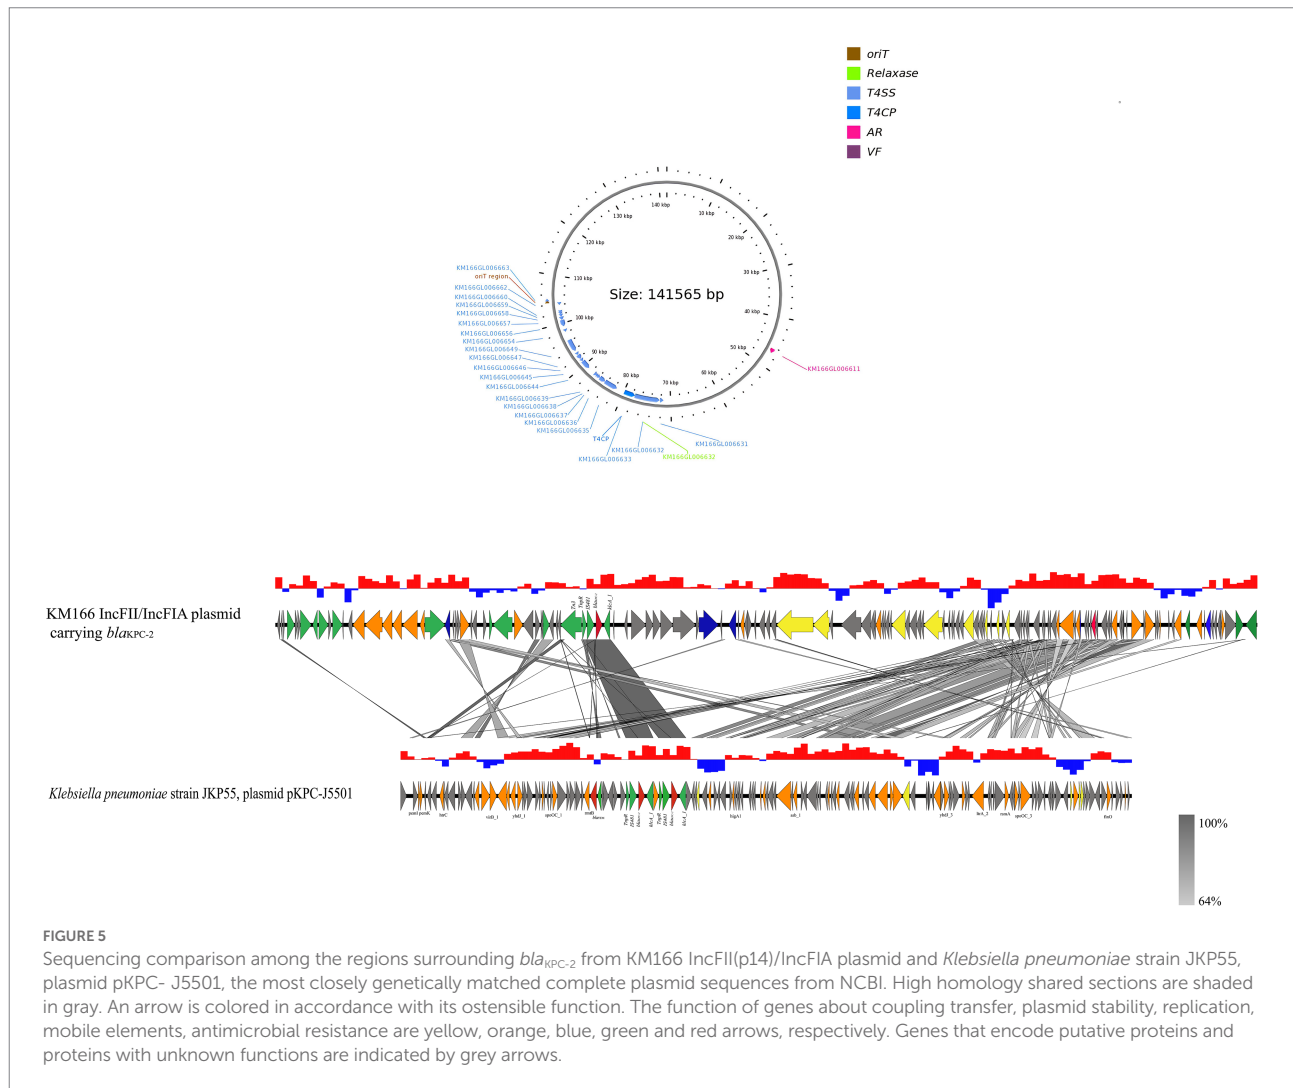 oriT
Relaxase
T4SS
T4CP
AR
VF
140 kbp
10 kbp
130 kbp
20 kbp
120 kbp
30 kbp
110 kbp
40 kbp
100 kbp
50 kbp
90 kbp
60 kbp
80 kbp
70 kbp
Size: 141565 bp
KM166GL006663
oriT region
KM166GL006662
KM166GL006660
KM166GL006659
KM166GL006658
KM166GL006657
KM166GL006656
KM166GL006654
KM166GL006649
KM166GL006647
KM166GL006646
KM166GL006645
KM166GL006644
KM166GL006639
KM166GL006638
KM166GL006637
KM166GL006636
KM166GL006635
T4CP
KM166GL006633
KM166GL006632
KM166GL006632
KM166GL006631
KM166GL006611
KM166 IncFII/IncFIA plasmid
carrying blaKPC-2
TnpR
klcA_1
Klebsiella pneumoniae strain JKP55, plasmid pKPC-J5501
100%
64%
FIGURE 5
Sequencing comparison among the regions surrounding blaKPC-2 from KM166 IncFII(p14)/IncFIA plasmid and Klebsiella pneumoniae strain JKP55,
plasmid pKPC- J5501, the most closely genetically matched complete plasmid sequences from NCBI. High homology shared sections are shaded
in gray. An arrow is colored in accordance with its ostensible function. The function of genes about coupling transfer, plasmid stability, replication,
mobile elements, antimicrobial resistance are yellow, orange, blue, green and red arrows, respectively. Genes that encode putative proteins and
proteins with unknown functions are indicated by grey arrows.